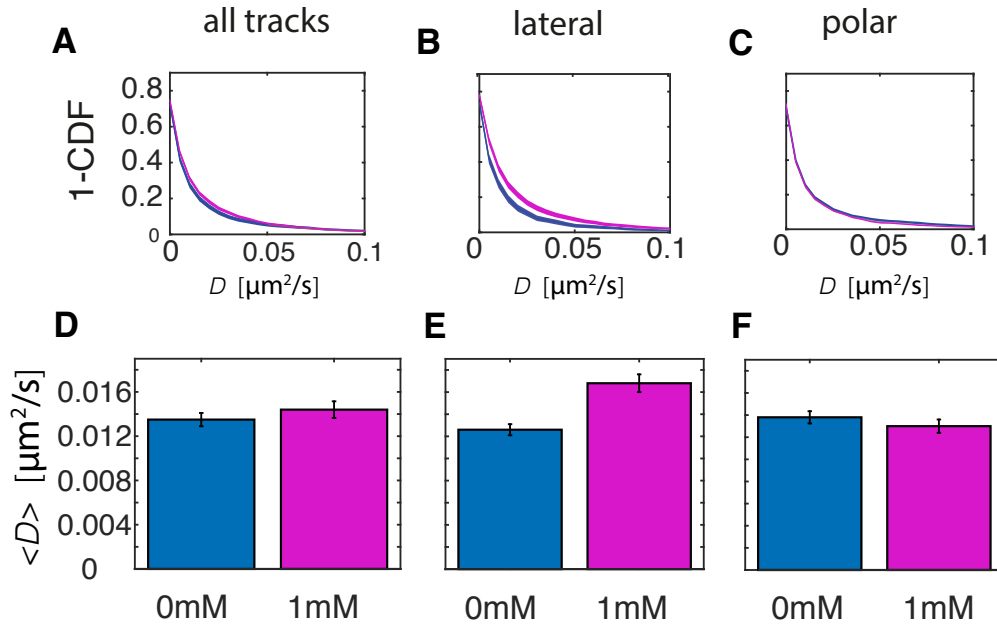 all tracks
lateral
polar
A
B
C
1-CDF
0.8
0.6
0.4
0.2
0
0
0.05
0.1
0
0.05
0.1
0
0.05
0.1
D [μm²/s]
D [μm²/s]
D [μm²/s]
D
E
F
<D> [μm²/s]
0.016
0.012
0.008
0.004
0
0mM
1mM
0mM
1mM
0mM
1mM